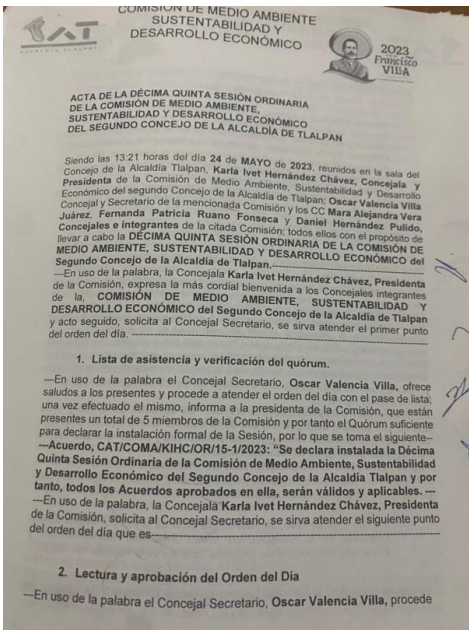 COMISIÓN DE MEDIO AMBIENTE
SUSTENTABILIDAD Y
DESARROLLO ECONÓMICO
AT
2023
Francisco
VILLA
ACTA DE LA DÉCIMA QUINTA SESIÓN ORDINARIA
DE LA COMISIÓN DE MEDIO AMBIENTE,
SUSTENTABILIDAD Y DESARROLLO ECONÓMICO
DEL SEGUNDO CONCEJO DE LA ALCALDÍA DE TLALPAN
Siendo las 13:21 horas del día 24 de MAYO de 2023, reunidos en la sala del
Concejo de la Alcaldía Tlalpan, Karla Ivet Hernández Chávez, Concejala y
Presidenta de la Comisión de Medio Ambiente, Sustentabilidad y Desarrollo
Económico del segundo Concejo de la Alcaldía de Tlalpan; Oscar Valencia Villa
Concejal y Secretario de la mencionada Comisión y los CC Mara Alejandra Vera
Juárez, Fernanda Patricia Ruano Fonseca y Daniel Hernández Pulido,
Concejales e integrantes de la citada Comisión; todos ellos con el propósito de
llevar a cabo la DÉCIMA QUINTA SESIÓN ORDINARIA DE LA COMISIÓN DE
MEDIO AMBIENTE, SUSTENTABILIDAD Y DESARROLLO ECONÓMICO del
Segundo Concejo de la Alcaldía de Tlalpan.---
---En uso de la palabra, la Concejala Karla Ivet Hernández Chávez, Presidenta
de la Comisión, expresa la más cordial bienvenida a los Concejales integrantes
de la, COMISIÓN DE MEDIO AMBIENTE, SUSTENTABILIDAD Y
DESARROLLO ECONÓMICO del Segundo Concejo de la Alcaldía de Tlalpan
y acto seguido, solicita al Concejal Secretario, se sirva atender el primer punto
del orden del día. ---
1. Lista de asistencia y verificación del quórum.
---En uso de la palabra el Concejal Secretario, Oscar Valencia Villa, ofrece
saludos a los presentes y procede a atender el orden del día con el pase de lista;
una vez efectuado el mismo, informa a la presidenta de la Comisión, que están
presentes un total de 5 miembros de la Comisión y por tanto el Quórum suficiente
para declarar la instalación formal de la Sesión, por lo que se toma el siguiente--
---Acuerdo, CAT/COMA/KIHC/OR/15-1/2023: “Se declara instalada la Décima
Quinta Sesión Ordinaria de la Comisión de Medio Ambiente, Sustentabilidad
y Desarrollo Económico del Segundo Concejo de la Alcaldía Tlalpan y por
tanto, todos los Acuerdos aprobados en ella, serán válidos y aplicables. ---
---En uso de la palabra, la Concejala Karla Ivet Hernández Chávez, Presidenta
de la Comisión, solicita al Concejal Secretario, se sirva atender el siguiente punto
del orden del día que es---
2. Lectura y aprobación del Orden del Día
---En uso de la palabra el Concejal Secretario, Oscar Valencia Villa, procede